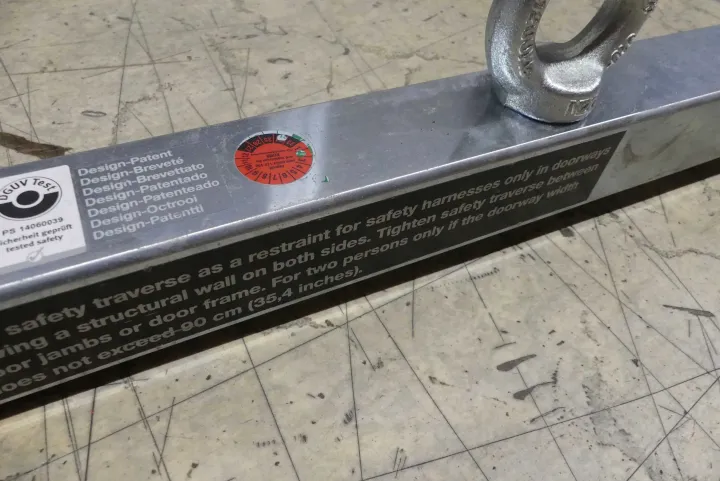 DGUV Test
PS 14060039
Sicherheit geprüft
tested safety
Design-Patent
Design-Breveté
Design-Brevettato
Design-Patentado
Design-Patenteado
Design-Octrooi
Design-Patentti
safety traverse as a restraint for safety harnesses only in doorways
a structural wall on both sides. Tighten safety traverse between
door jambs or door frame. For two persons only if the doorway width
does not exceed 90 cm (35,4 inches).